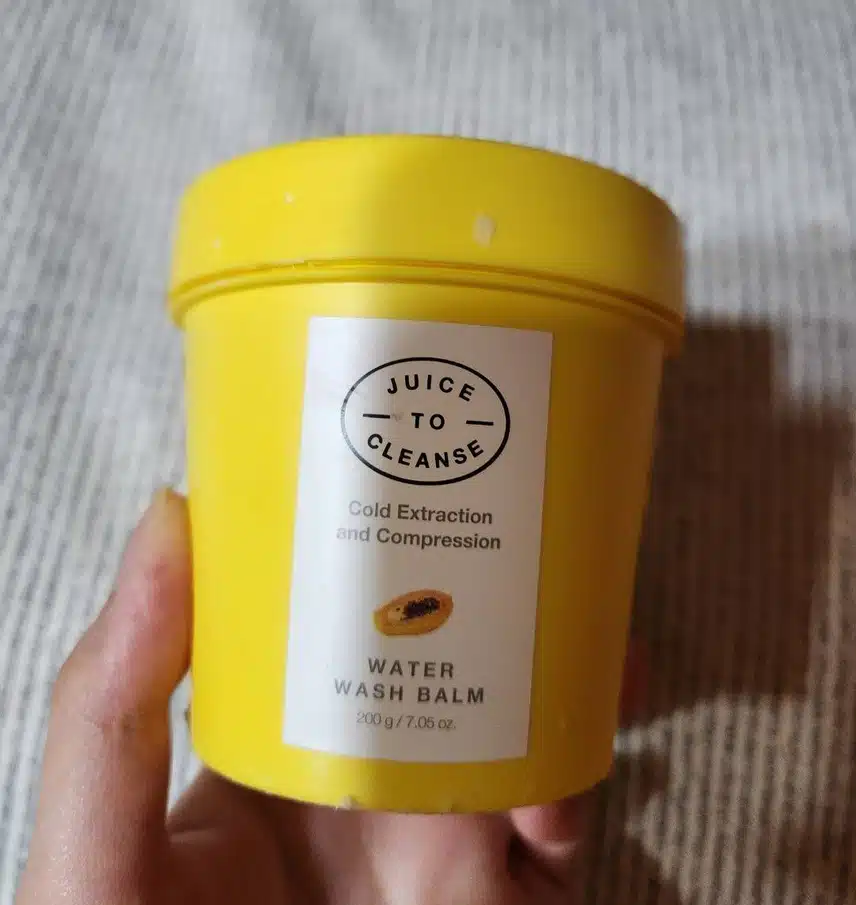 JUICE
TO
CLEANSE
Cold Extraction
and Compression
WATER
WASH BALM
200 g / 7.05 oz.